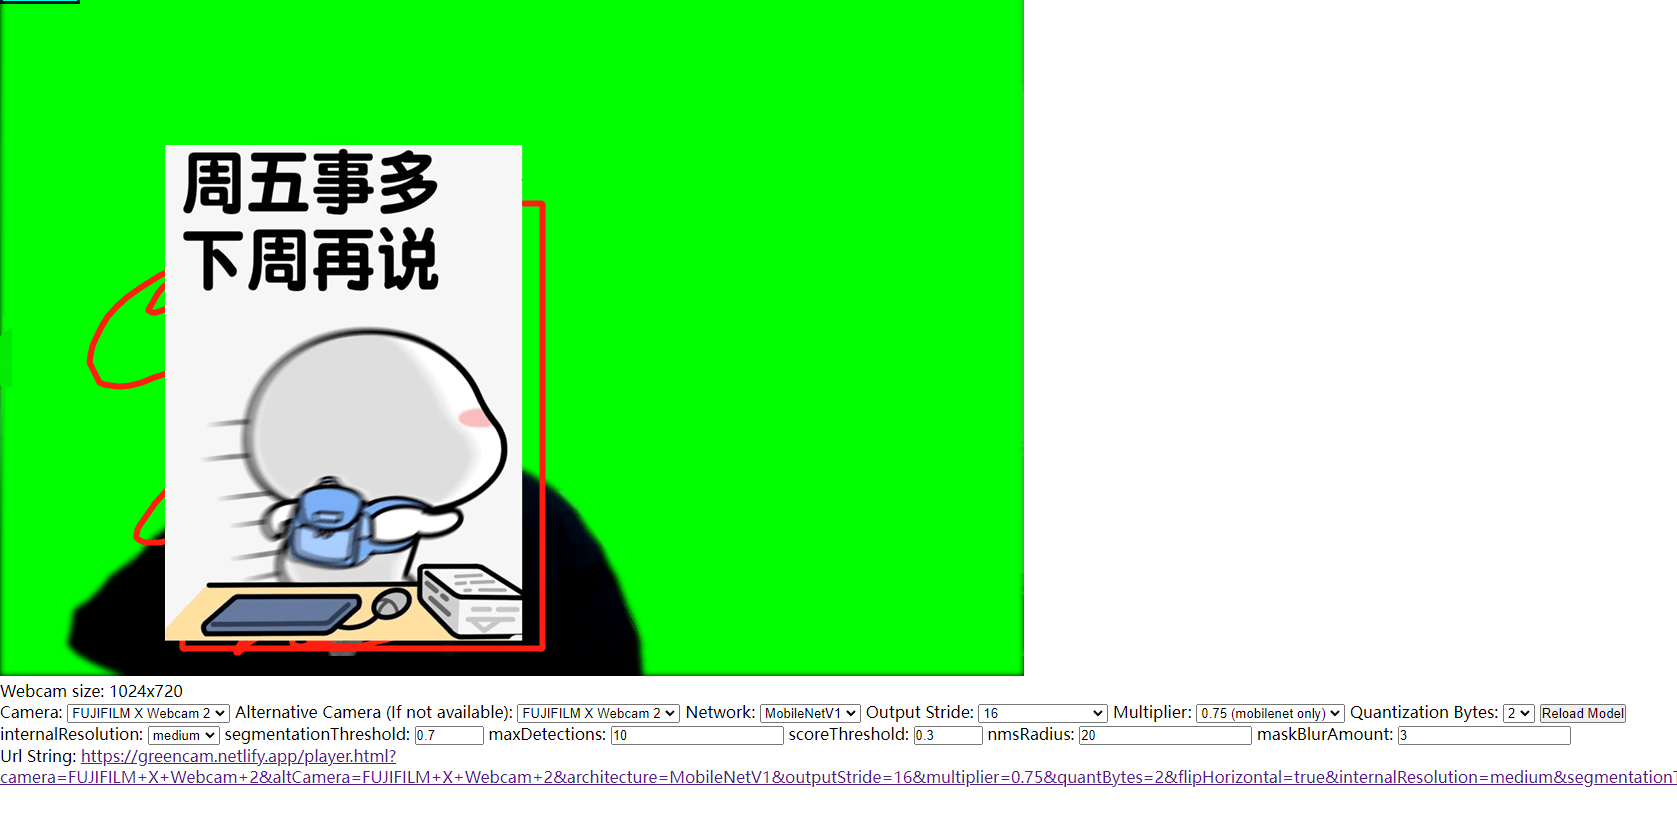 周五事多
下周再说
Webcam size: 1024x720
Camera: FUJIFILM X Webcam 2 Alternative Camera (If not available): FUJIFILM X Webcam 2 Network: MobileNetV1 Output Stride: 16 Multiplier: 0.75 (mobilenet only) Quantization Bytes: 2 Reload Model
internalResolution: medium segmentationThreshold: 0.7 maxDetections: 10 scoreThreshold: 0.3 nmsRadius: 20 maskBlurAmount: 3
Url String: https://greencam.netlify.app/player.html?
camera=FUJIFILM+X+Webcam+2&altCamera=FUJIFILM+X+Webcam+2&architecture=MobileNetV1&outputStride=16&multiplier=0.75&quantBytes=2&flipHorizontal=true&internalResolution=medium&segmentation